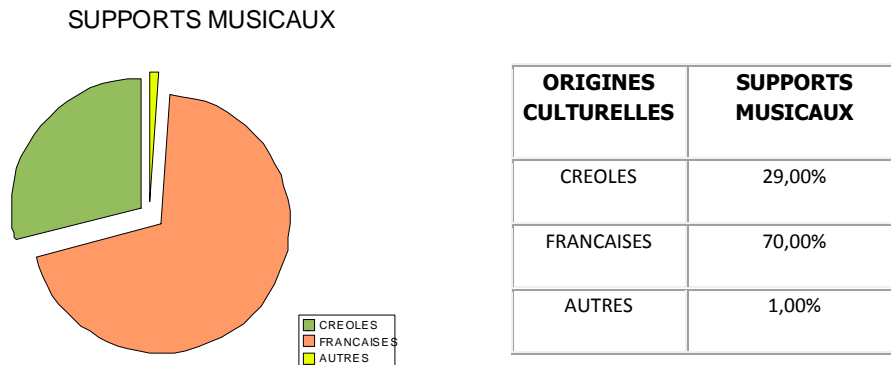 SUPPORTS MUSICAUX
CREOLES
FRANCAISES
AUTRES
ORIGINES CULTURELLES
SUPPORTS MUSICAUX
CREOLES 29,00%
FRANCAISES 70,00%
AUTRES 1,00%